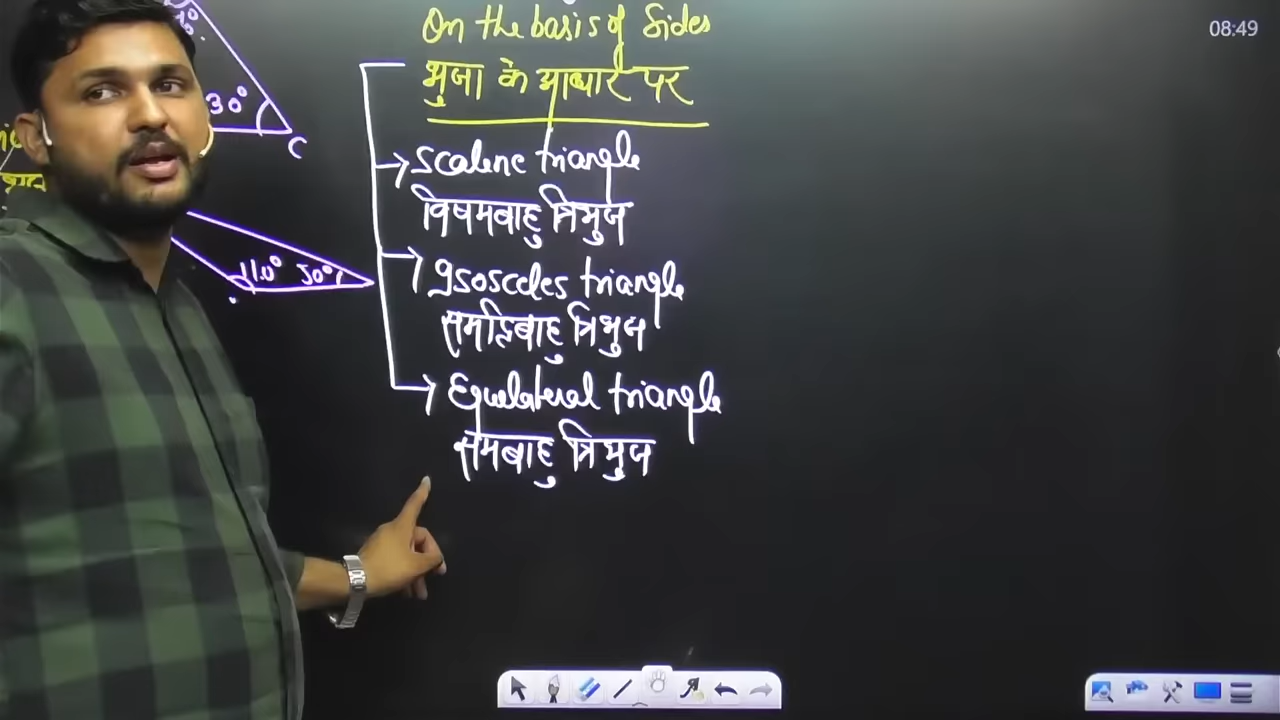 On the basis of Sides
भुजा के आधार पर
Scalene triangle
विषमबाहु त्रिभुज
Isosceles triangle
समद्विबाहु त्रिभुज
Equilateral triangle
समबाहु त्रिभुज
30°
C
110° 50°
08:49